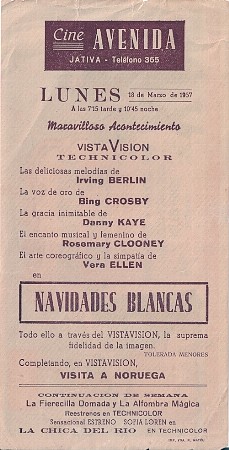 Cine AVENIDA
JATIVA - Teléfono 365
LUNES 18 de Marzo de 1957
A las 7'15 tarde y 10'45 noche
Maravilloso Acontecimiento
VISTAVISION
TECHNICOLOR
Las deliciosas melodías de
Irving BERLIN
La voz de oro de
Bing CROSBY
La gracia inimitable de
Danny KAYE
El encanto musical y femenino de
Rosemary CLOONEY
El arte coreográfico y la simpatía de
Vera ELLEN
en
NAVIDADES BLANCAS
Todo ello a través del VISTAVISION, la suprema
fidelidad de la imagen.
TOLERADA MENORES
Completando, en VISTAVISION,
VISITA A NORUEGA
CONTINUACION DE SEMANA
La Fierecilla Domada y La Alfombra Mágica
Reestrenos en TECHNICOLOR
Sensacional ESTRENO SOFIA LOREN en
LA CHICA DEL RIO EN TECHNICOLOR